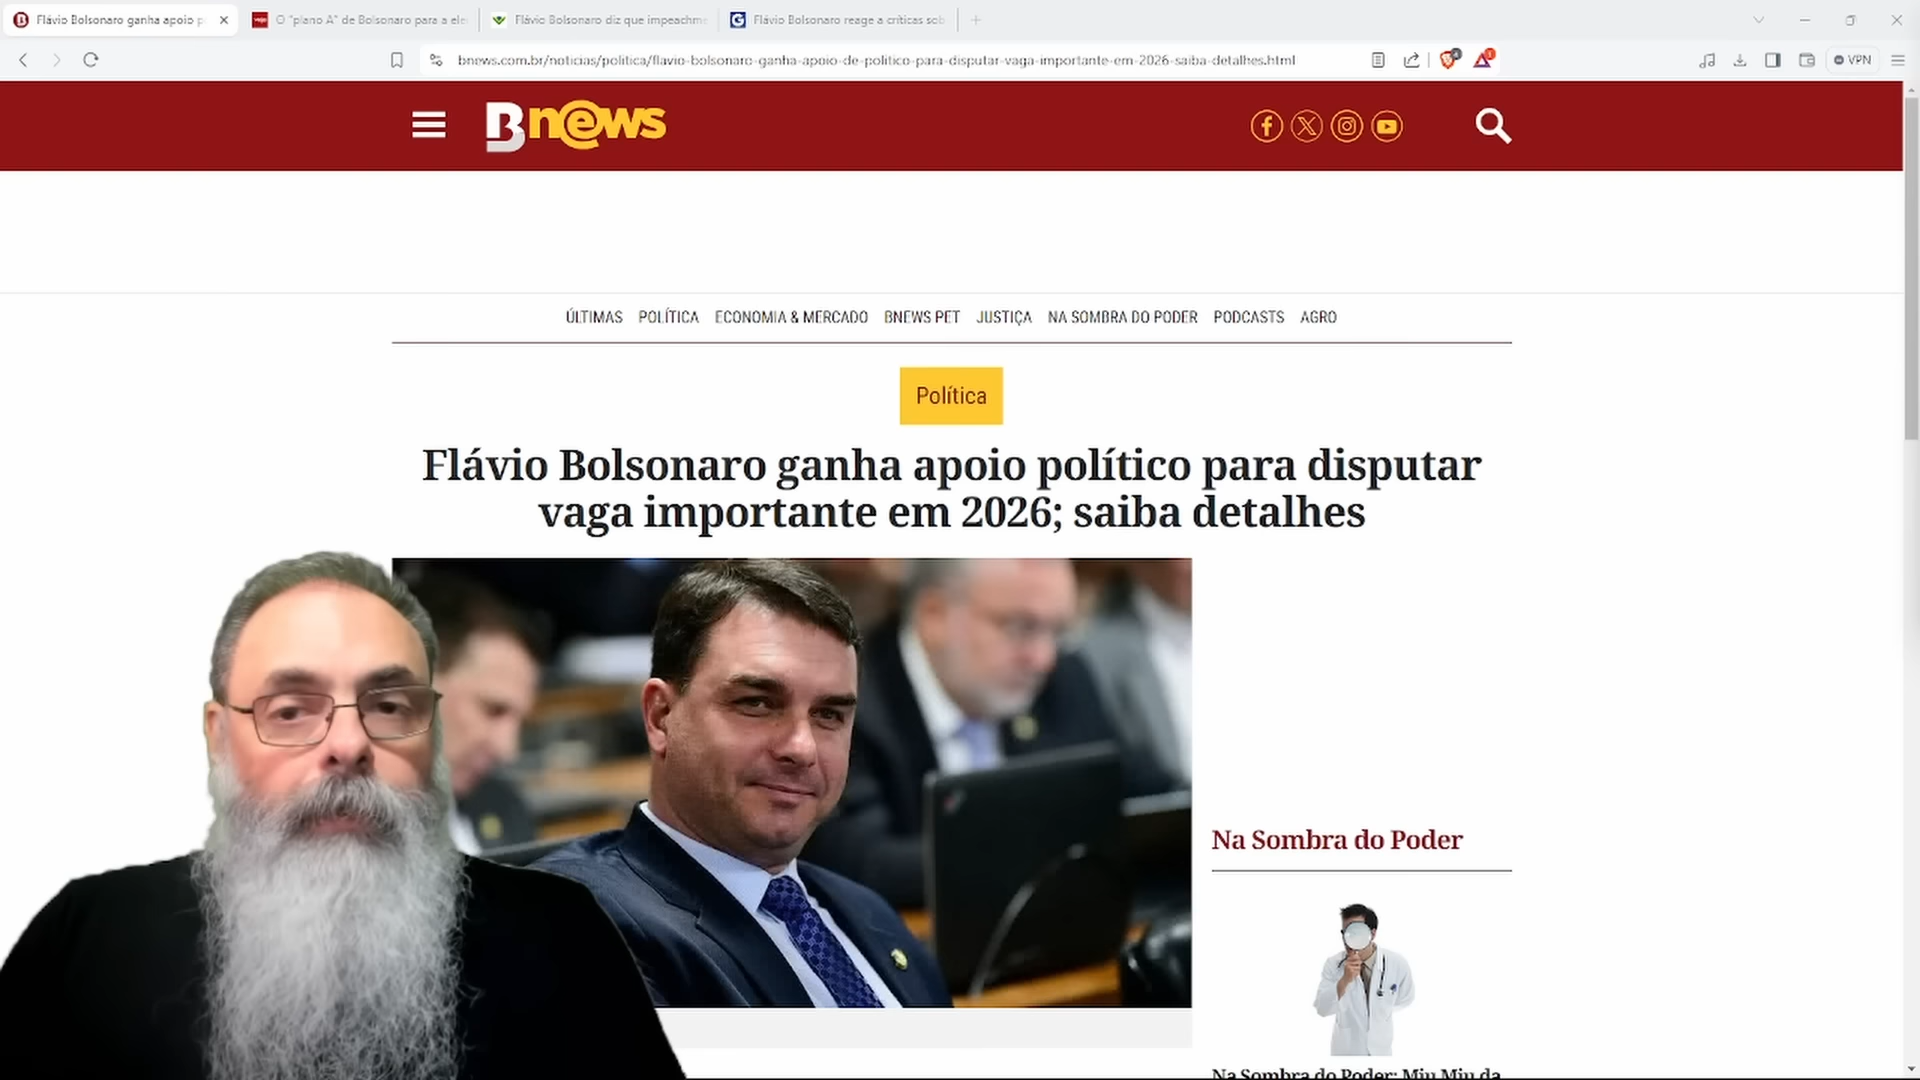 Flávio Bolsonaro ganha apoio p
O "plano A" de Bolsonaro para a ele
Flávio Bolsonaro diz que impeachme
Flávio Bolsonaro reage a críticas sob
bnews.com.br/noticias/politica/flavio-bolsonaro-ganha-apoio-de-politico-para-disputar-vaga-importante-em-2026-saiba-detalhes.html
VPN
Bnews
ÚLTIMAS POLÍTICA ECONOMIA & MERCADO BNEWS PET JUSTIÇA NA SOMBRA DO PODER PODCASTS AGRO
Política
Flávio Bolsonaro ganha apoio político para disputar
vaga importante em 2026; saiba detalhes
Na Sombra do Poder
Na Sombra do Poder: Miu Miu da